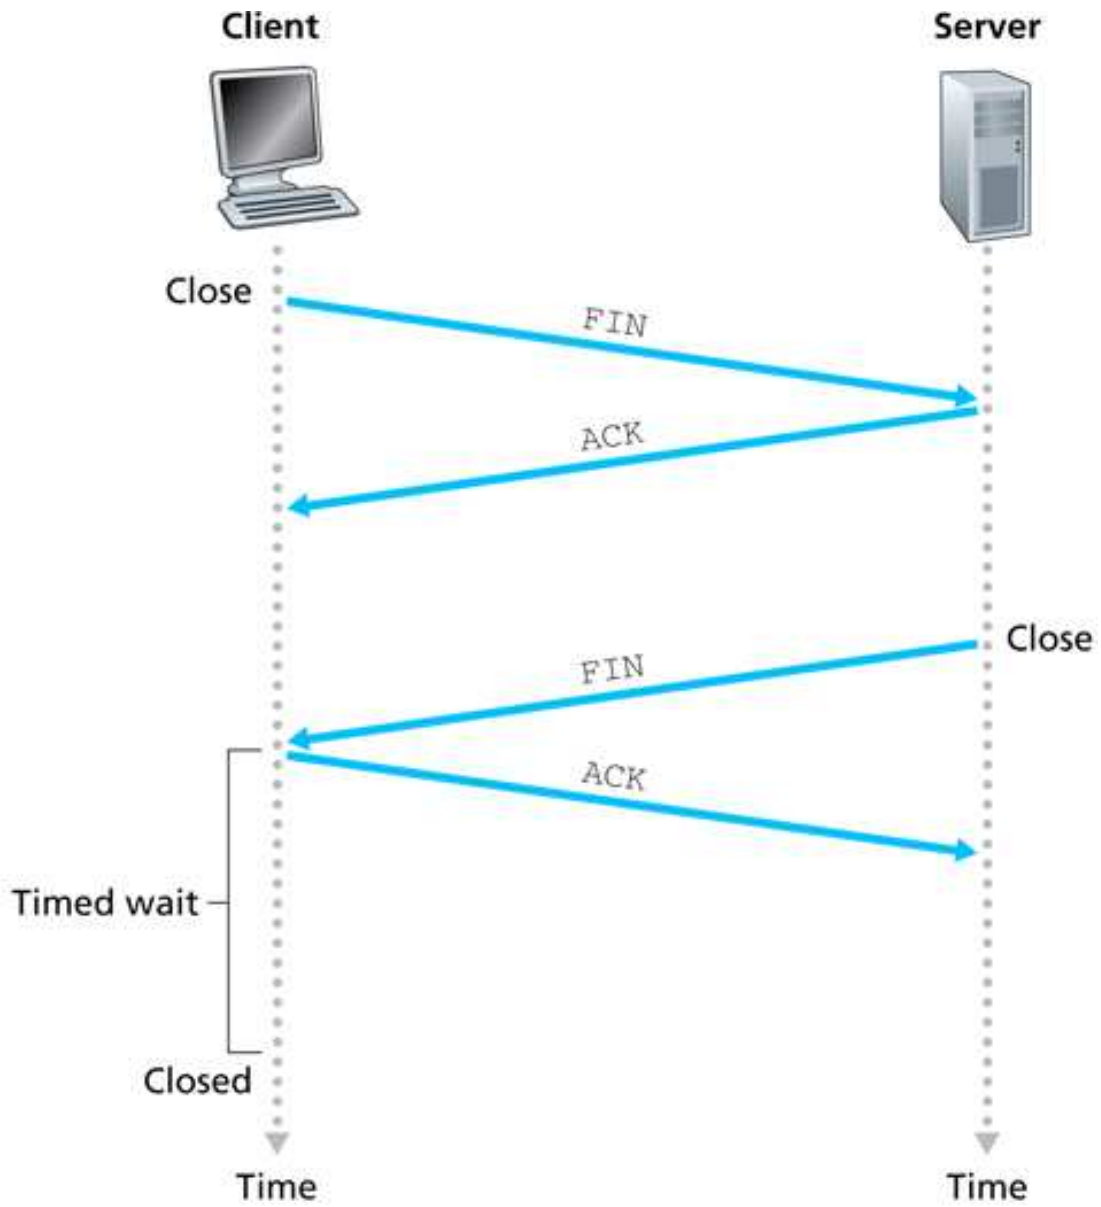 Client
Server
Close
FIN
ACK
Close
FIN
ACK
Timed wait
Closed
Time
Time